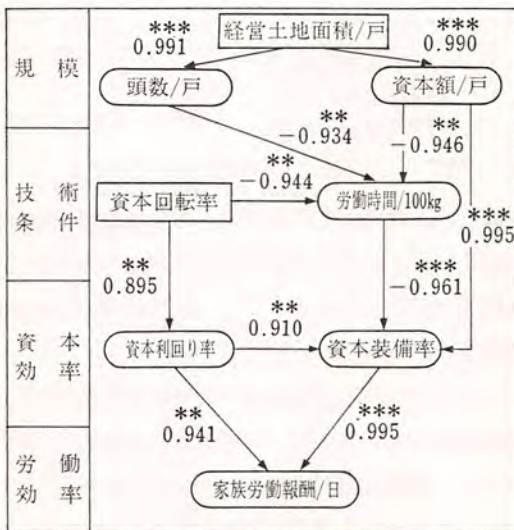 規模
*** 0.991
経営土地面積/戸
*** 0.990
頭数/戸
資本額/戸
技術条件
** -0.934
** -0.946
** -0.944
資本回転率
労働時間/100kg
*** 0.995
** 0.895
*** -0.961
資本効率
** 0.910
資本利回り率
資本装備率
** 0.941
*** 0.995
労働効率
家族労働報酬/日